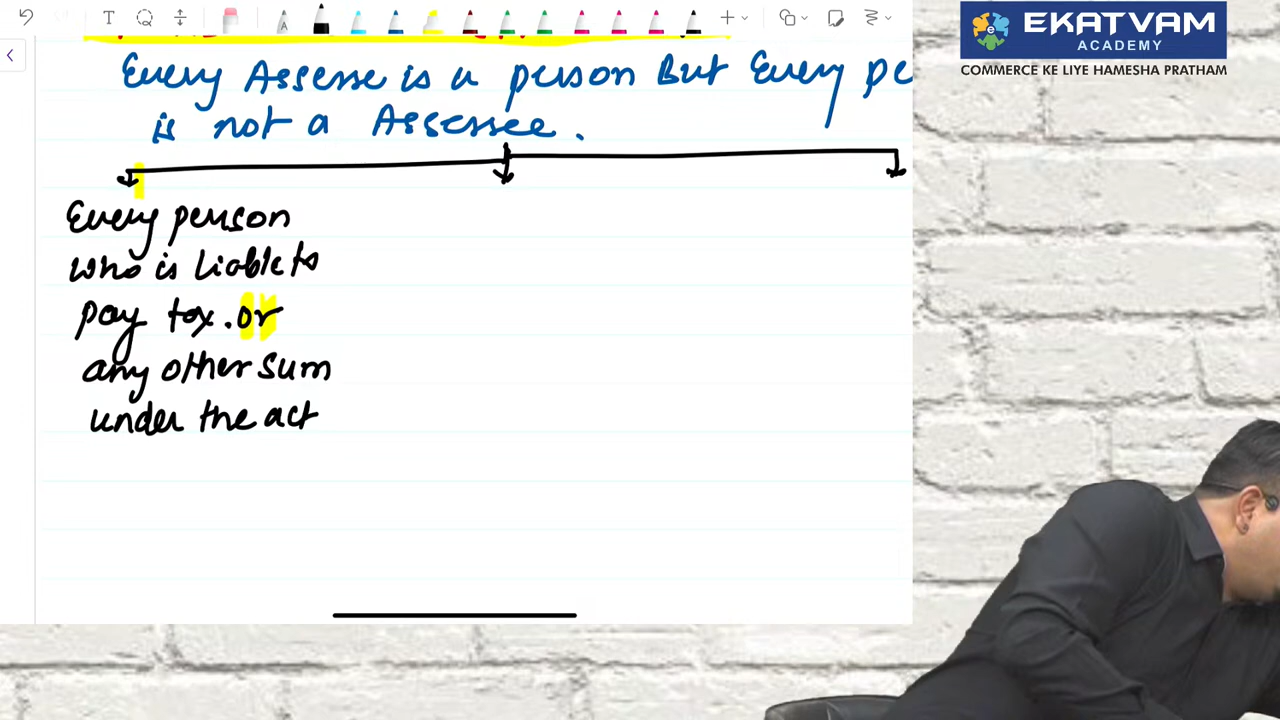 EKATVAM
ACADEMY
COMMERCE KE LIYE HAMESHA PRATHAM
Every Assesse is a person But Every pe
is not a Assessee.
Every person
who is liable to
pay tax. or
any other sum
under the act